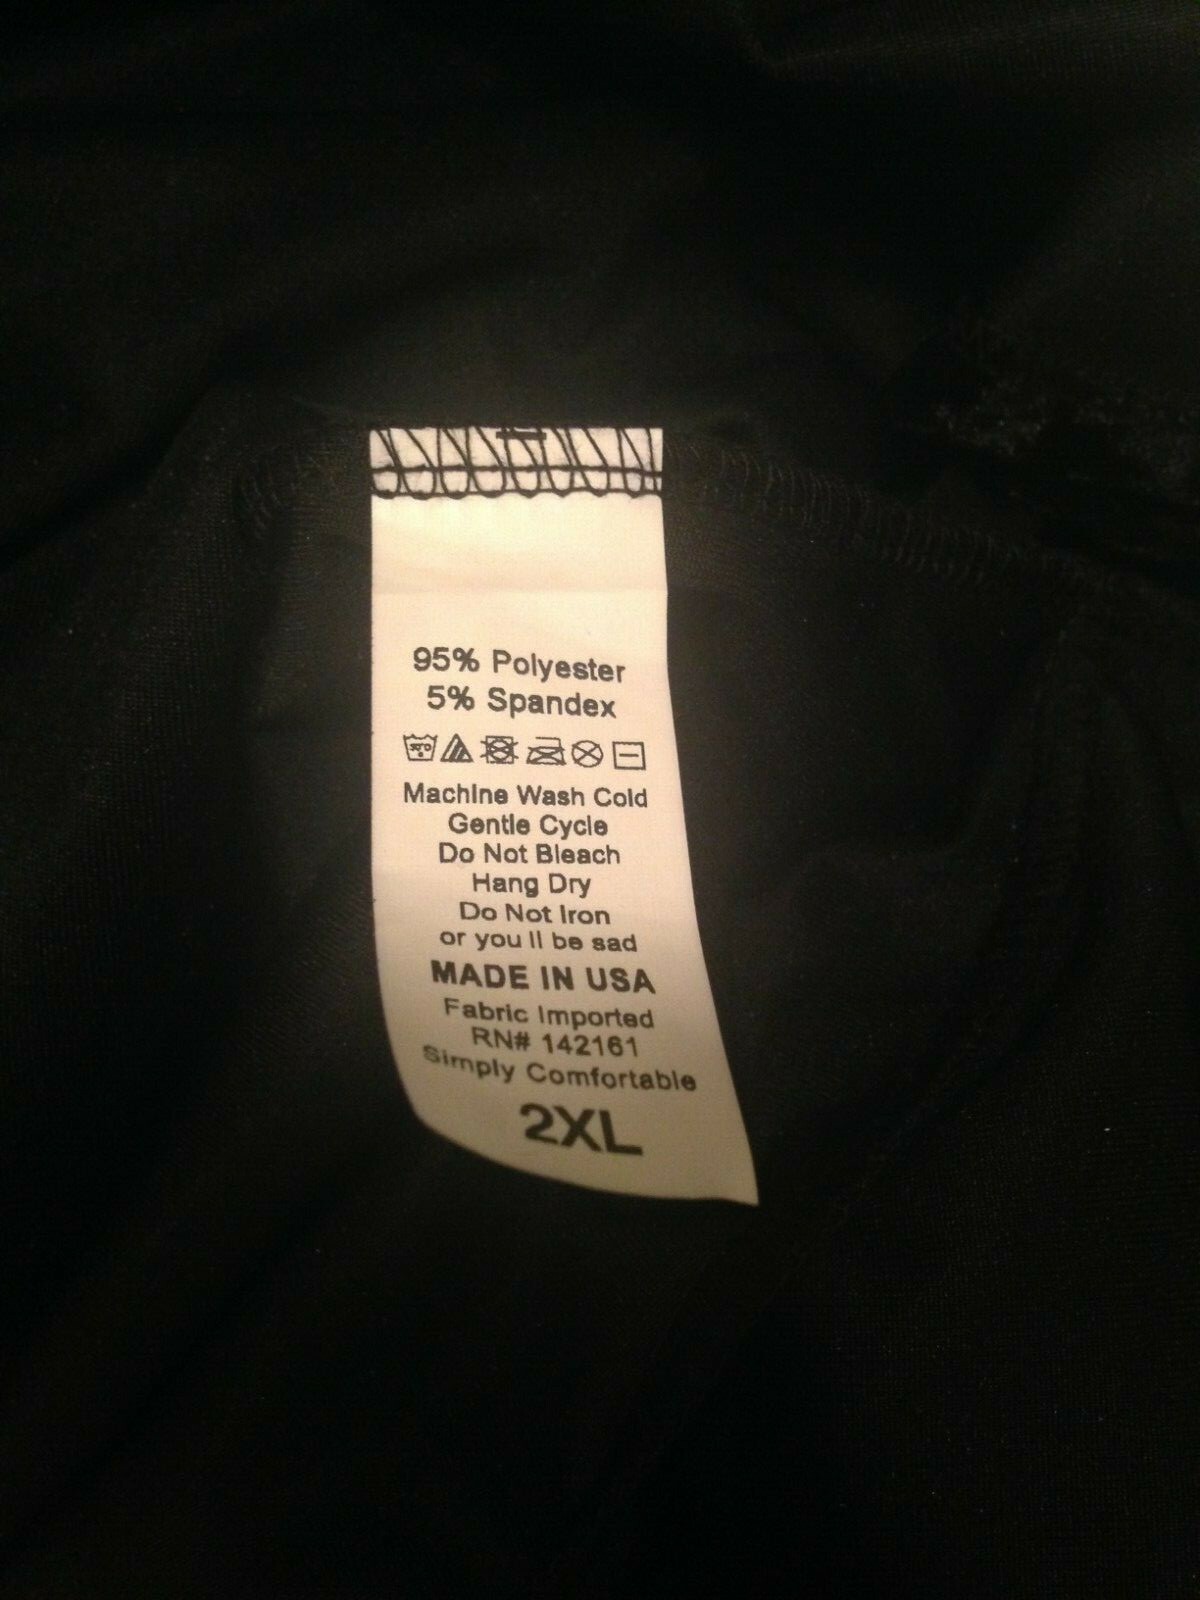 95% Polyester
5% Spandex
Machine Wash Cold
Gentle Cycle
Do Not Bleach
Hang Dry
Do Not Iron
or you ll be sad
MADE IN USA
Fabric Imported
RN# 142161
Simply Comfortable
2XL